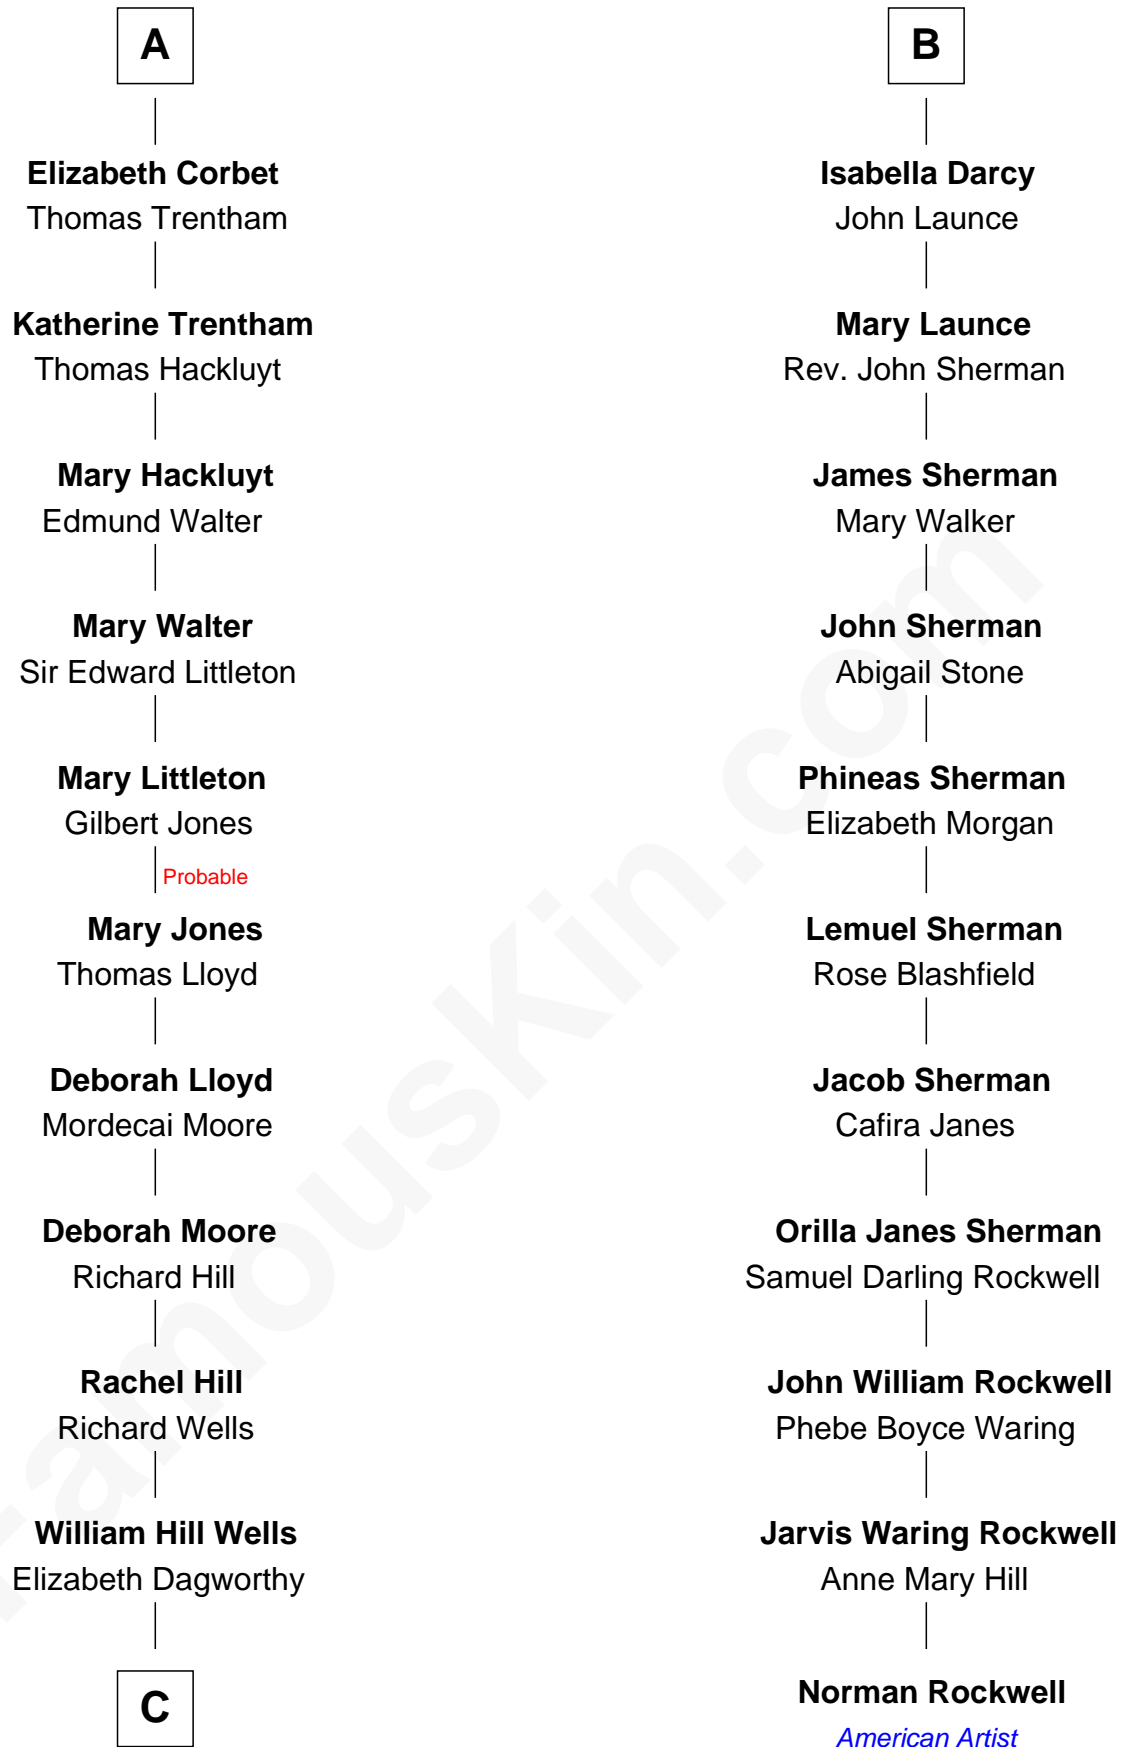 A
Elizabeth Corbet
Thomas Trentham
Katherine Trentham
Thomas Hackluyt
Mary Hackluyt
Edmund Walter
Mary Walter
Sir Edward Littleton
Mary Littleton
Gilbert Jones
Probable
Mary Jones
Thomas Lloyd
Deborah Lloyd
Mordecai Moore
Deborah Moore
Richard Hill
Rachel Hill
Richard Wells
William Hill Wells
Elizabeth Dagworthy
C
B
Isabella Darcy
John Launce
Mary Launce
Rev. John Sherman
James Sherman
Mary Walker
John Sherman
Abigail Stone
Phineas Sherman
Elizabeth Morgan
Lemuel Sherman
Rose Blashfield
Jacob Sherman
Cafira Janes
Orilla Janes Sherman
Samuel Darling Rockwell
John William Rockwell
Phebe Boyce Waring
Jarvis Waring Rockwell
Anne Mary Hill
Norman Rockwell
American Artist
FamousKin.com